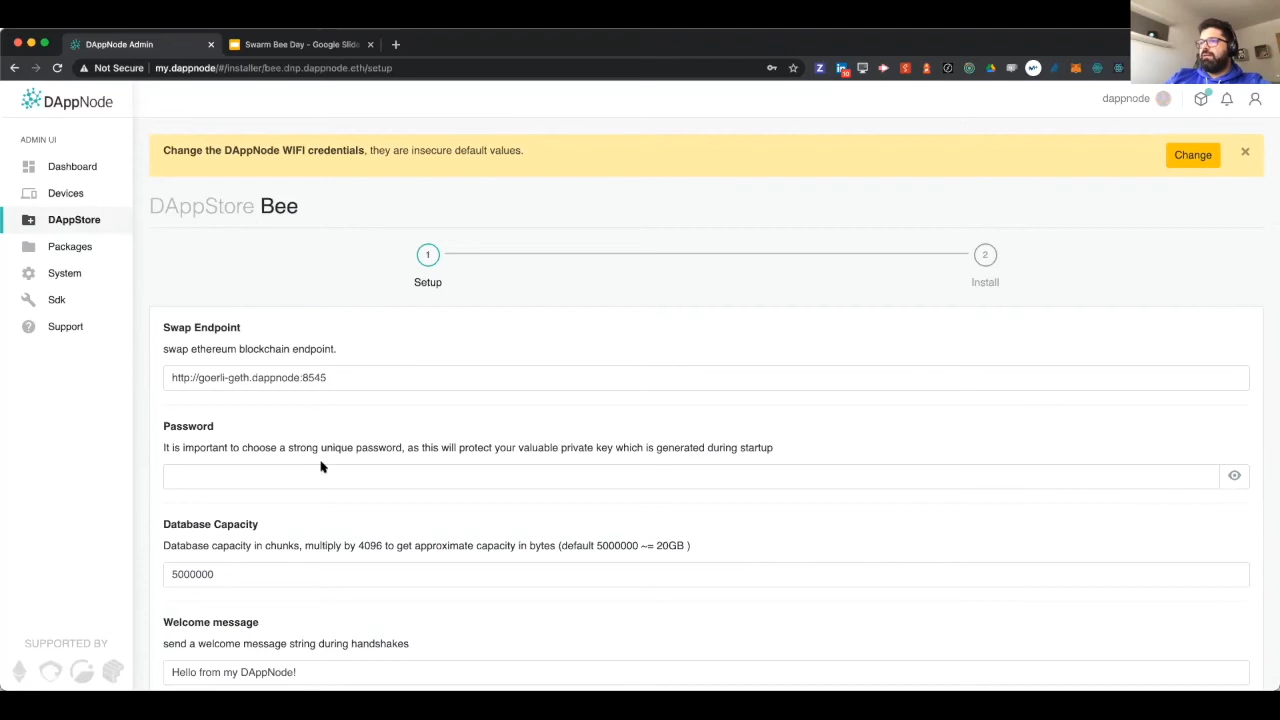 DAppNode Admin
Swarm Bee Day - Google Slide
Not Secure
my.dappnode/#/installer/bee.dnp.dappnode.eth/setup
10
DAppNode
dappnode
ADMIN UI
Dashboard
Devices
DAppStore
Packages
System
Sdk
Support
SUPPORTED BY
Change the DAppNode WIFI credentials, they are insecure default values.
Change
DAppStore Bee
1
2
Setup
Install
Swap Endpoint
swap ethereum blockchain endpoint.
http://goerli-geth.dappnode:8545
Password
It is important to choose a strong unique password, as this will protect your valuable private key which is generated during startup
Database Capacity
Database capacity in chunks, multiply by 4096 to get approximate capacity in bytes (default 5000000 ~= 20GB )
5000000
Welcome message
send a welcome message string during handshakes
Hello from my DAppNode!